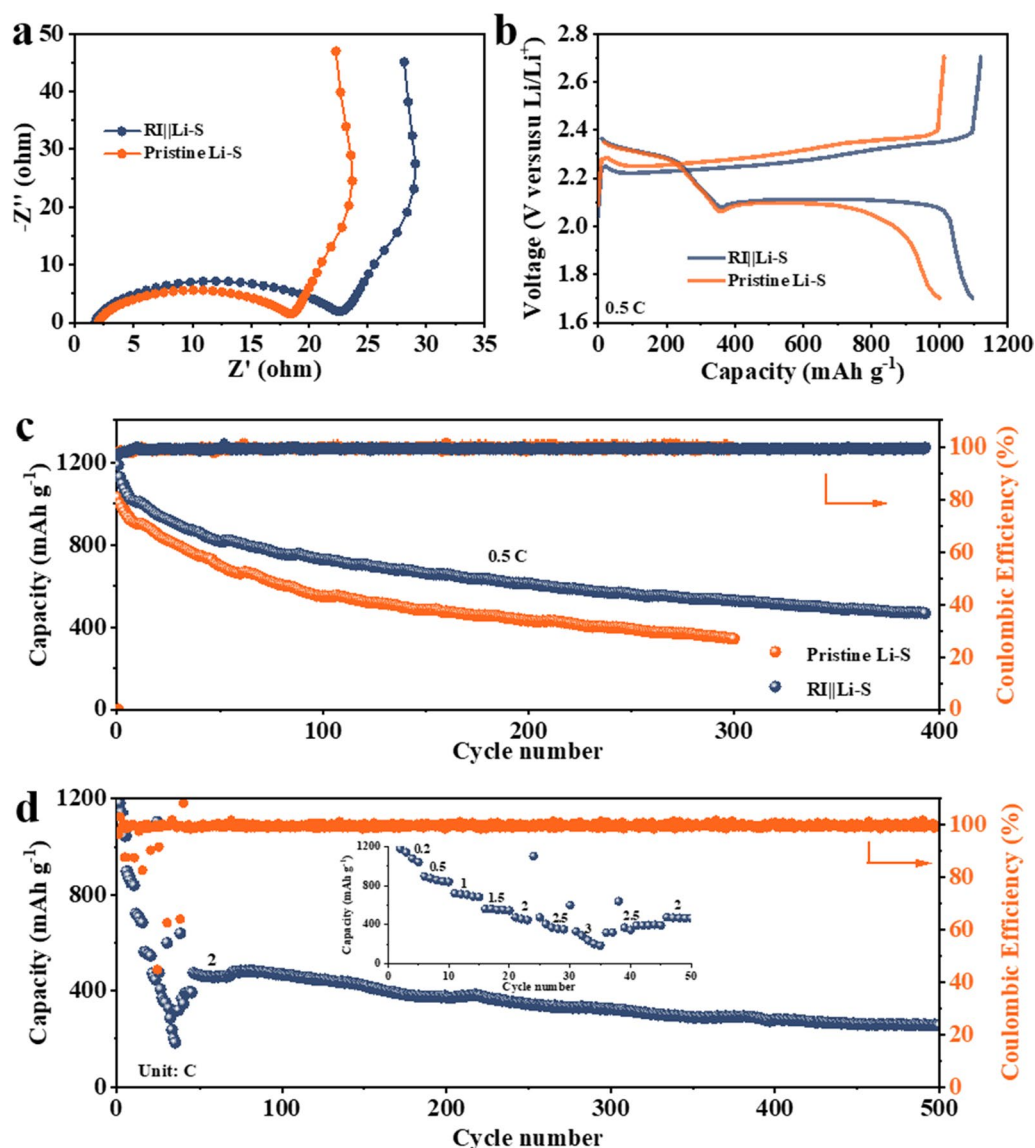 a
50
40
30
20
10
0
-Z'' (ohm)
RI||Li-S
Pristine Li-S
0 5 10 15 20 25 30 35
Z' (ohm)
b
2.8
2.6
2.4
2.2
2.0
1.8
1.6
Voltage (V versusu Li/Li⁺)
RI||Li-S
Pristine Li-S
0.5 C
0 200 400 600 800 1000 1200
Capacity (mAh g⁻¹)
c
1200
800
400
0
Capacity (mAh g⁻¹)
0.5 C
Pristine Li-S
RI||Li-S
100
80
60
40
20
0
Coulombic Efficiency (%)
0 100 200 300 400
Cycle number
d
1200
800
400
0
Capacity (mAh g⁻¹)
2
Unit: C
1200
800
400
0
Capacity (mAh g⁻¹)
0.2
0.5
1
1.5
2
2.5
3
2.5
2
0 10 20 30 40 50
Cycle number
100
80
60
40
20
0
Coulombic Efficiency (%)
0 100 200 300 400 500
Cycle number